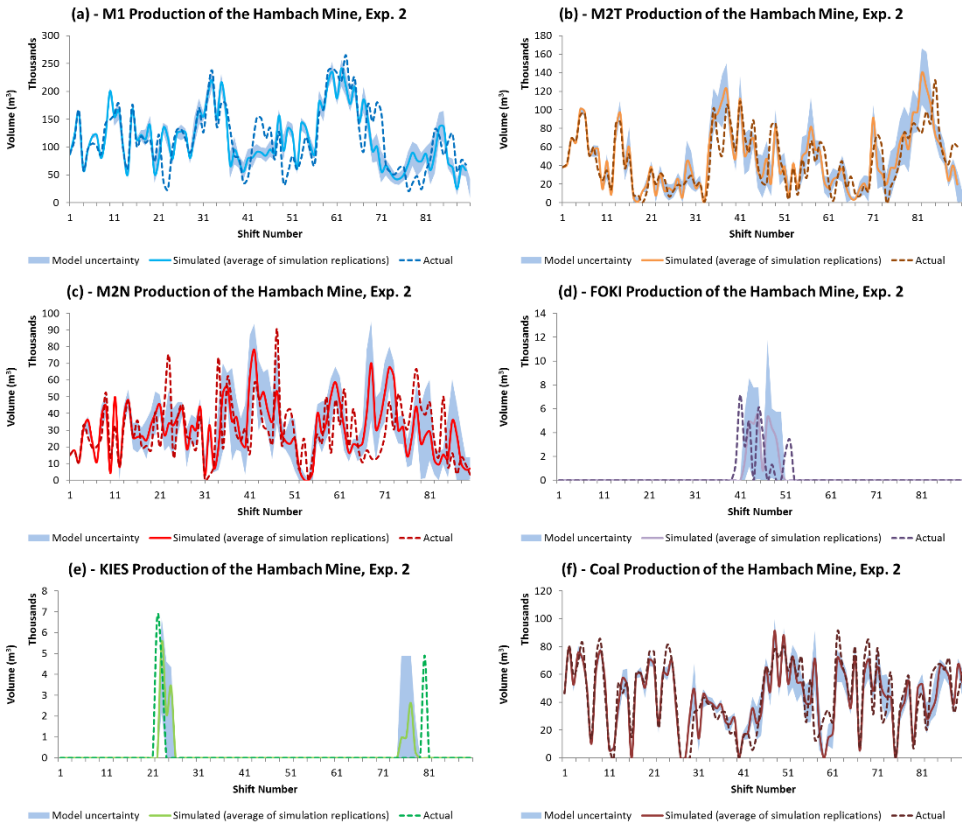 (a) - M1 Production of the Hambach Mine, Exp. 2
Thousands
Volume (m³)
300
250
200
150
100
50
0
1 11 21 31 41 51 61 71 81
Shift Number
Model uncertainty Simulated (average of simulation replications) Actual
(b) - M2T Production of the Hambach Mine, Exp. 2
Thousands
Volume (m³)
180
160
140
120
100
80
60
40
20
0
1 11 21 31 41 51 61 71 81
Shift Number
Model uncertainty Simulated (average of simulation replications) Actual
(c) - M2N Production of the Hambach Mine, Exp. 2
Thousands
Volume (m³)
100
90
80
70
60
50
40
30
20
10
0
1 11 21 31 41 51 61 71 81
Shift Number
Model uncertainty Simulated (average of simulation replications) Actual
(d) - FOKI Production of the Hambach Mine, Exp. 2
Thousands
Volume (m³)
14
12
10
8
6
4
2
0
1 11 21 31 41 51 61 71 81
Shift Number
Model uncertainty Simulated (average of simulation replications) Actual
(e) - KIES Production of the Hambach Mine, Exp. 2
Thousands
Volume (m³)
8
7
6
5
4
3
2
1
0
1 11 21 31 41 51 61 71 81
Shift Number
Model uncertainty Simulated (average of simulation replications) Actual
(f) - Coal Production of the Hambach Mine, Exp. 2
Thousands
Volume (m³)
120
100
80
60
40
20
0
1 11 21 31 41 51 61 71 81
Shift Number
Model uncertainty Simulated (average of simulation replications) Actual